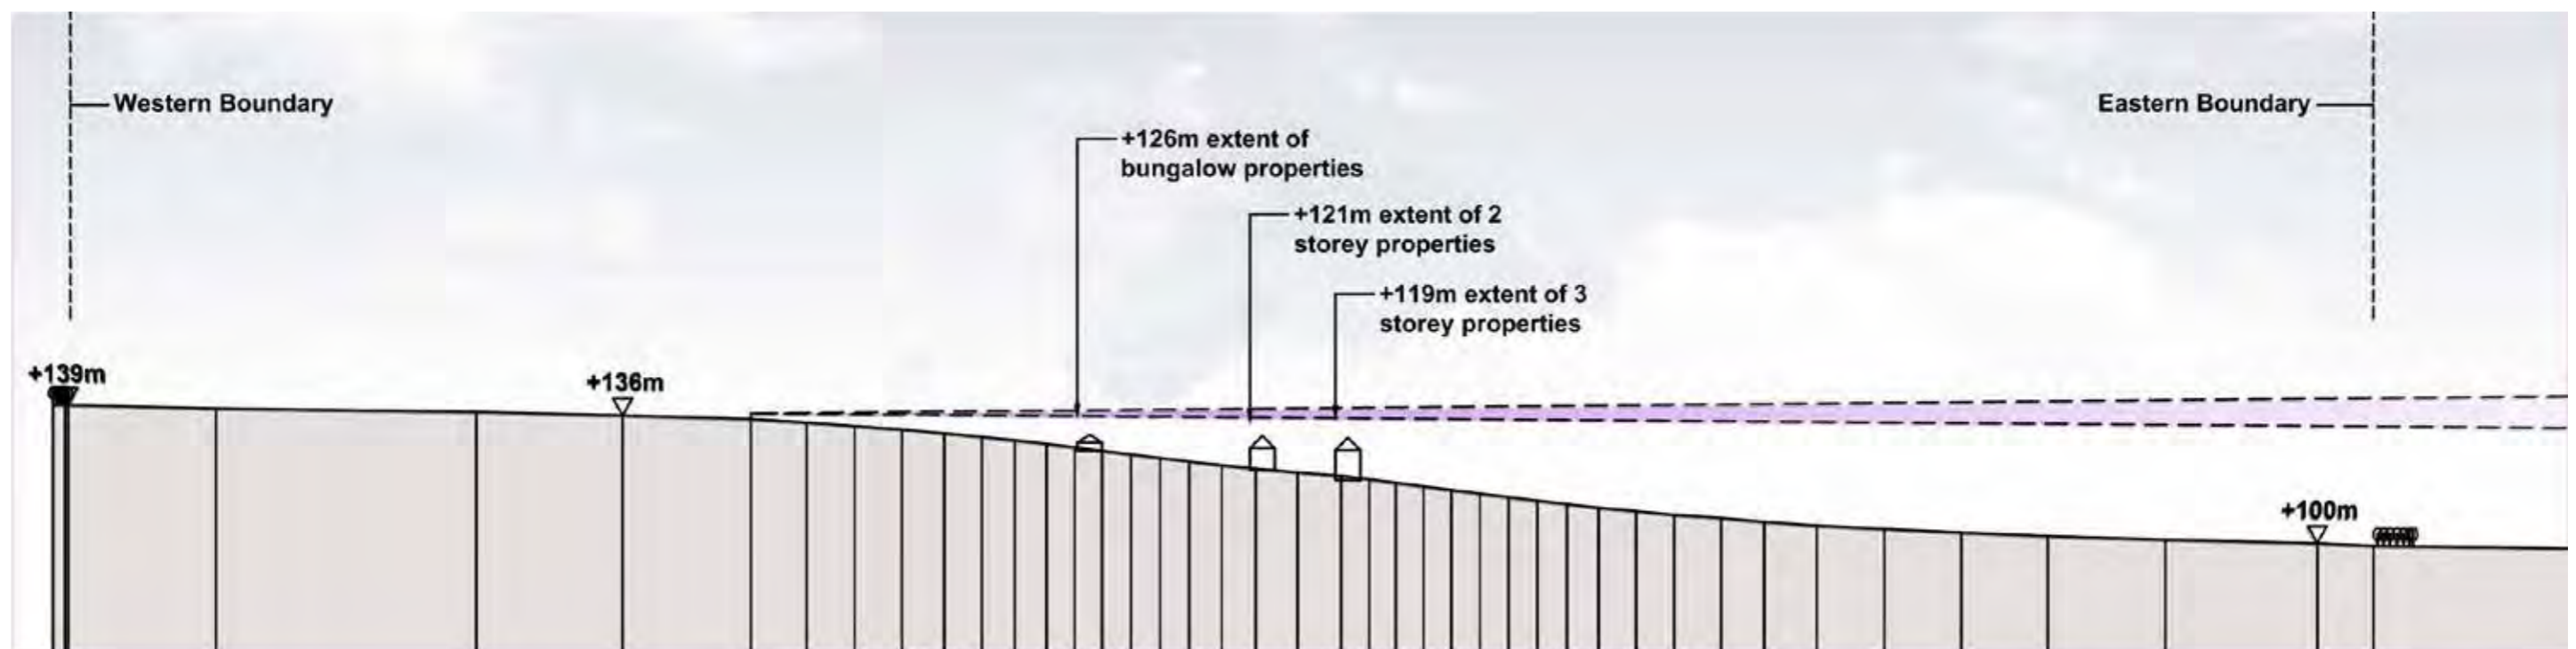 Western Boundary
Eastern Boundary
+126m extent of
bungalow properties
+121m extent of 2
storey properties
+119m extent of 3
storey properties
+139m
+136m
+100m